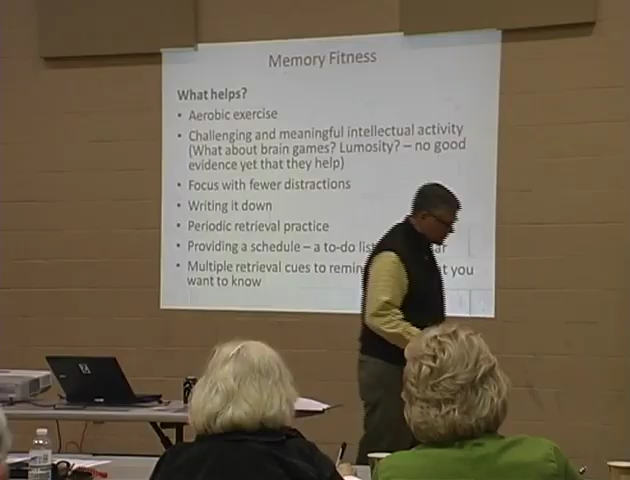 Memory Fitness
What helps?
• Aerobic exercise
• Challenging and meaningful intellectual activity
(What about brain games? Lumosity? – no good
evidence yet that they help)
• Focus with fewer distractions
• Writing it down
• Periodic retrieval practice
• Providing a schedule – a to-do list
• Multiple retrieval cues to remin t you
want to know